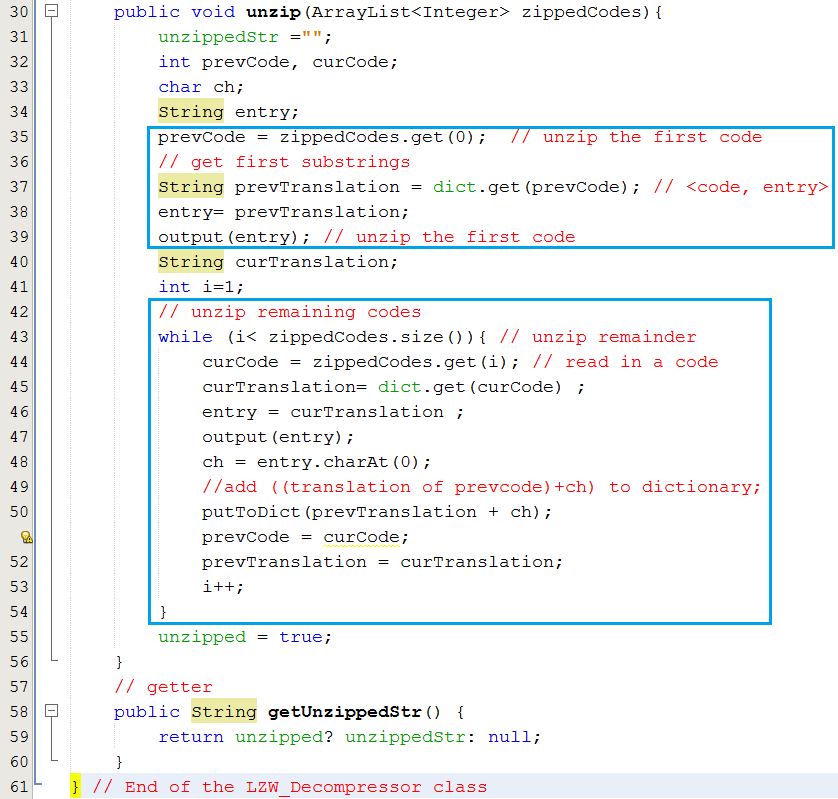 30 public void unzip(ArrayList<Integer> zippedCodes){
31 unzippedStr ="";
32 int prevCode, curCode;
33 char ch;
34 String entry;
35 prevCode = zippedCodes.get(0); // unzip the first code
36 // get first substrings
37 String prevTranslation = dict.get(prevCode); // <code, entry>
38 entry= prevTranslation;
39 output(entry); // unzip the first code
40 String curTranslation;
41 int i=1;
42 // unzip remaining codes
43 while (i< zippedCodes.size()){ // unzip remainder
44 curCode = zippedCodes.get(i); // read in a code
45 curTranslation= dict.get(curCode) ;
46 entry = curTranslation ;
47 output(entry);
48 ch = entry.charAt(0);
49 //add ((translation of prevcode)+ch) to dictionary;
50 putToDict(prevTranslation + ch);
prevCode = curCode;
52 prevTranslation = curTranslation;
53 i++;
54 }
55 unzipped = true;
56 }
57 // getter
58 public String getUnzippedStr() {
59 return unzipped? unzippedStr: null;
60 }
61 } // End of the LZW_Decompressor class